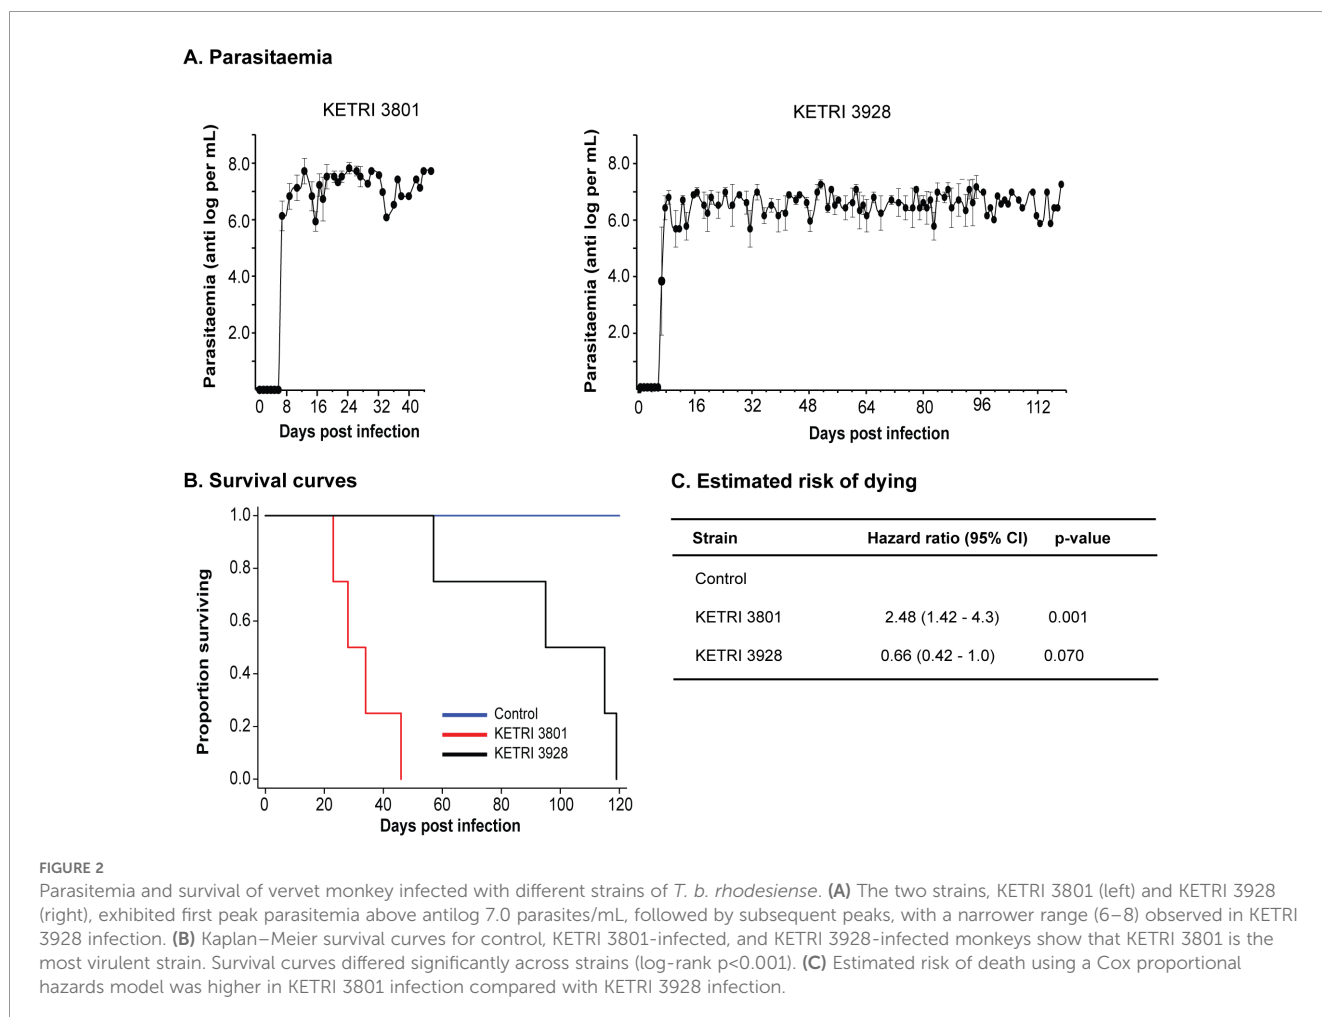 A. Parasitaemia
KETRI 3801
Parasitaemia (anti log per mL)
8.0
6.0
4.0
2.0
0 8 16 24 32 40
Days post infection
KETRI 3928
Parasitaemia (anti log per mL)
8.0
6.0
4.0
2.0
0 16 32 48 64 80 96 112
Days post infection
B. Survival curves
Proportion surviving
1.0
0.8
0.6
0.4
0.2
0.0
Control
KETRI 3801
KETRI 3928
0 20 40 60 80 100 120
Days post infection
C. Estimated risk of dying
Strain Hazard ratio (95% CI) p-value
Control
KETRI 3801 2.48 (1.42 - 4.3) 0.001
KETRI 3928 0.66 (0.42 - 1.0) 0.070
FIGURE 2
Parasitemia and survival of vervet monkey infected with different strains of T. b. rhodesiense. (A) The two strains, KETRI 3801 (left) and KETRI 3928
(right), exhibited first peak parasitemia above antilog 7.0 parasites/mL, followed by subsequent peaks, with a narrower range (6–8) observed in KETRI
3928 infection. (B) Kaplan–Meier survival curves for control, KETRI 3801-infected, and KETRI 3928-infected monkeys show that KETRI 3801 is the
most virulent strain. Survival curves differed significantly across strains (log-rank p<0.001). (C) Estimated risk of death using a Cox proportional
hazards model was higher in KETRI 3801 infection compared with KETRI 3928 infection.